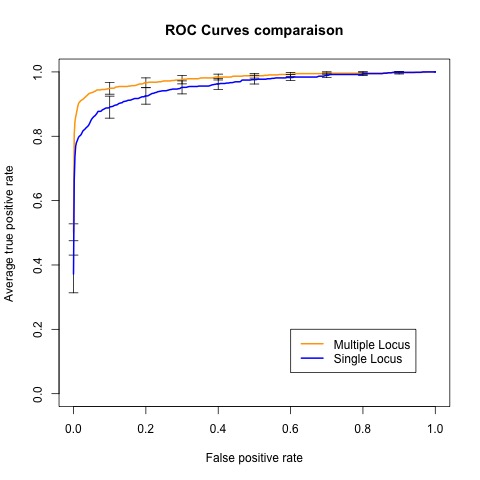 ROC Curves comparaison
Average true positive rate
1.0
0.8
0.6
0.4
0.2
0.0
Multiple Locus
Single Locus
0.0 0.2 0.4 0.6 0.8 1.0
False positive rate